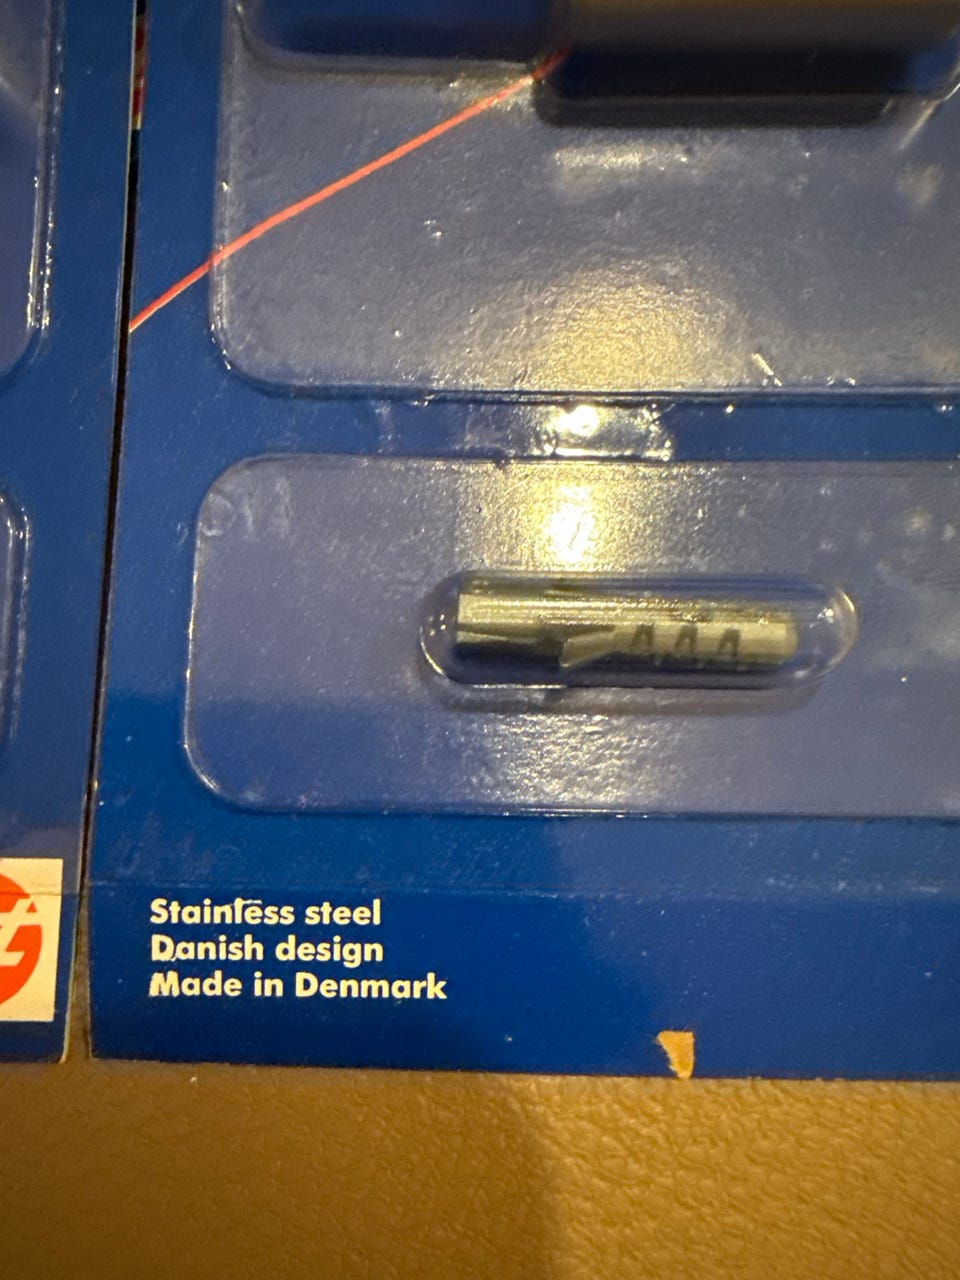 Stainless steel
Danish design
Made in Denmark